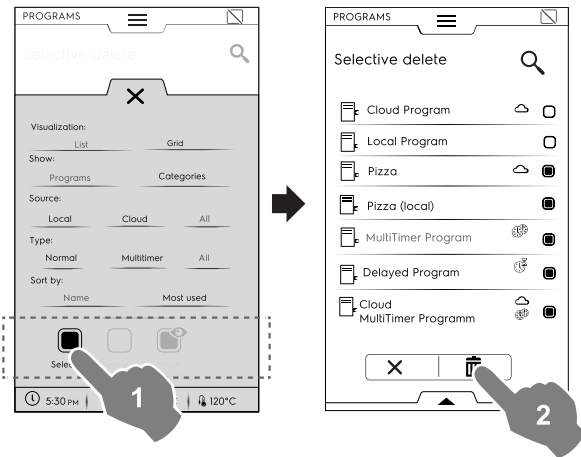 PROGRAMS
Selective delete
Visualization:
List Grid
Show:
Programs Categories
Source:
Local Cloud All
Type:
Normal Multitimer All
Sort by:
Name Most used
5:30 PM 120°C
1
PROGRAMS
Selective delete
Cloud Program
Local Program
Pizza
Pizza (local)
MultiTimer Program
Delayed Program
Cloud
MultiTimer Programm
2